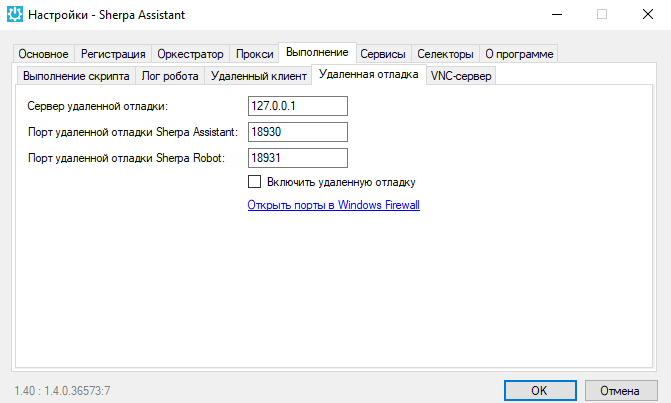 Настройки - Sherpa Assistant
Основное Регистрация Оркестратор Прокси Выполнение Сервисы Селекторы О программе
Выполнение скрипта Лог робота Удаленный клиент Удаленная отладка VNC-сервер
Сервер удаленной отладки: 127.0.0.1
Порт удаленной отладки Sherpa Assistant: 18930
Порт удаленной отладки Sherpa Robot: 18931
Включить удаленную отладку
Открыть порты в Windows Firewall
1.40 : 1.4.0.36573:7 OK Отмена